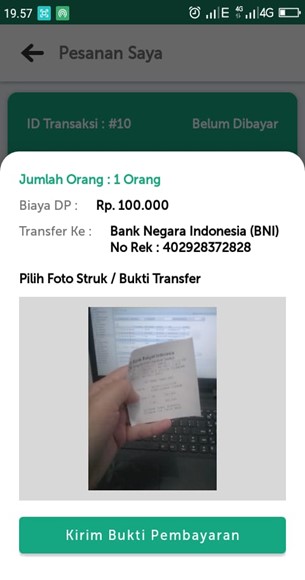 19.57
E
4G
4G
Pesanan Saya
ID Transaksi : #10 Belum Dibayar
Jumlah Orang : 1 Orang
Biaya DP : Rp. 100.000
Transfer Ke : Bank Negara Indonesia (BNI)
No Rek : 402928372828
Pilih Foto Struk / Bukti Transfer
Kirim Bukti Pembayaran